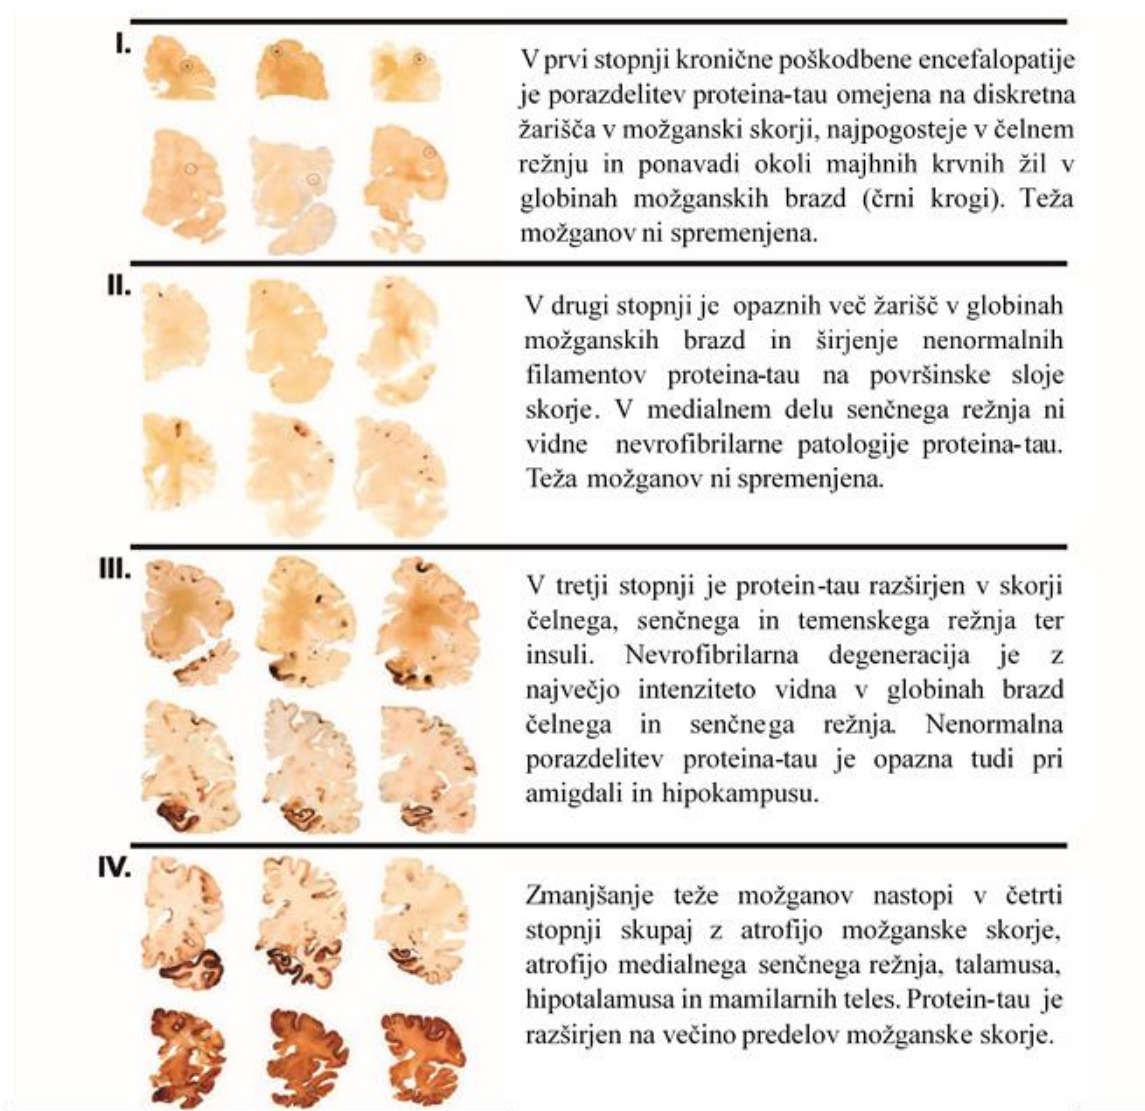 I.
V prvi stopnji kronične poškodbene encefalopatije
je porazdelitev proteina-tau omejena na diskretna
žarišča v možganski skorji, najpogosteje v čelnem
režnju in ponavadi okoli majhnih krvnih žil v
globinah možganskih brazd (črni krogi). Teža
možganov ni spremenjena.
II.
V drugi stopnji je opaznih več žarišč v globinah
možganskih brazd in širjenje nenormalnih
filamentov proteina-tau na površinske sloje
skorje. V medialnem delu senčnega režnja ni
vidne nevrofibrilarne patologije proteina-tau.
Teža možganov ni spremenjena.
III.
V tretji stopnji je protein-tau razširjen v skorji
čelnega, senčnega in temenskega režnja ter
insuli. Nevrofibrilarna degeneracija je z
največjo intenziteto vidna v globinah brazd
čelnega in senčnega režnja. Nenormalna
porazdelitev proteina-tau je opazna tudi pri
amigdali in hipokampusu.
IV.
Zmanjšanje teže možganov nastopi v četrti
stopnji skupaj z atrofijo možganske skorje,
atrofijo medialnega senčnega režnja, talamusa,
hipotalamusa in mamilarnih teles. Protein-tau je
razširjen na večino predelov možganske skorje.